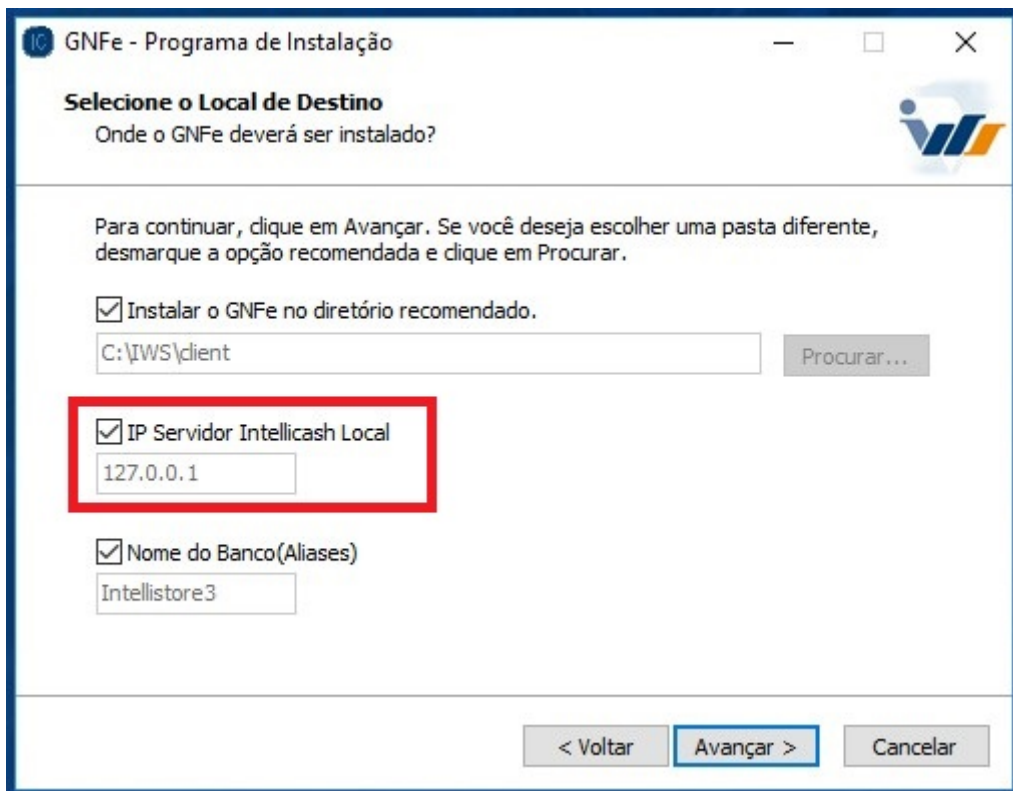 IC GNFe - Programa de Instalação
Selecione o Local de Destino
Onde o GNFe deverá ser instalado?
Para continuar, clique em Avançar. Se você deseja escolher uma pasta diferente,
desmarque a opção recomendada e clique em Procurar.
Instalar o GNFe no diretório recomendado.
C:\IWS\client
Procurar...
IP Servidor Intellicash Local
127.0.0.1
Nome do Banco(Aliases)
Intellistore3
< Voltar
Avançar >
Cancelar